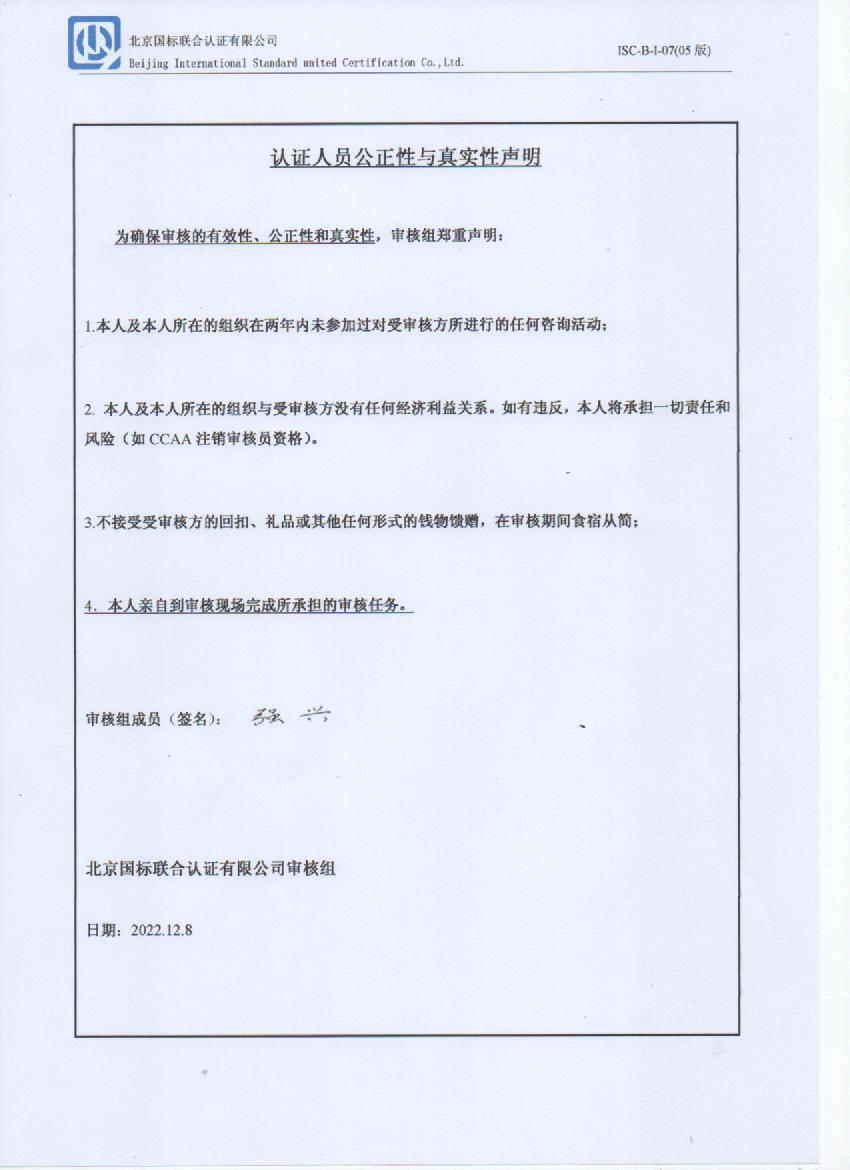 北京国标联合认证有限公司
Beijing International Standard united Certification Co.,Ltd.
ISC-B-I-07(05 版)
认证人员公正性与真实性声明
为确保审核的有效性、公正性和真实性，审核组郑重声明：
1.本人及本人所在的组织在两年内未参加过对受审核方所进行的任何咨询活动；
2. 本人及本人所在的组织与受审核方没有任何经济利益关系。如有违反，本人将承担一切责任和
风险（如 CCAA 注销审核员资格）。
3.不接受受审核方的回扣、礼品或其他任何形式的钱物馈赠，在审核期间食宿从简；
4．本人亲自到审核现场完成所承担的审核任务。
审核组成员（签名）： 强 兴
北京国标联合认证有限公司审核组
日期：2022.12.8